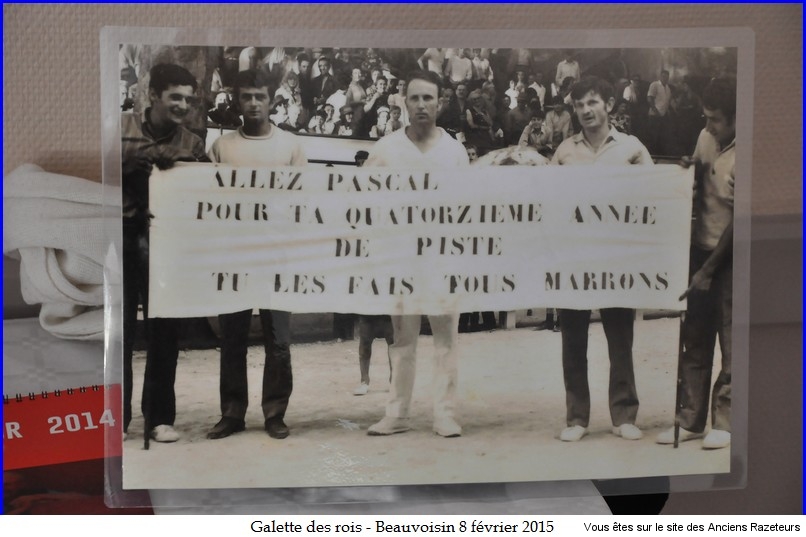 ALLEZ PASCAL
POUR TA QUATORZIEME ANNEE
DE PISTE
TU LES FAIS TOUS MARRONS
R 2014
Galette des rois - Beauvoisin 8 février 2015
Vous êtes sur le site des Anciens Razeteurs